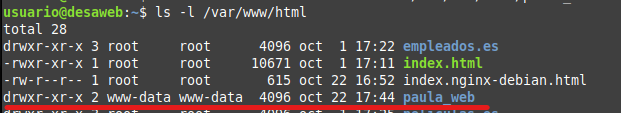 usuario@desaweb:~$ ls -l /var/www/html
total 28
drwxr-xr-x 3 root     root      4096 oct  1 17:22 empleados.es
-rwxr-xr-x 1 root     root     10671 oct  1 17:11 index.html
-rw-r--r-- 1 root     root       615 oct 22 16:52 index.nginx-debian.html
drwxr-xr-x 2 www-data www-data  4096 oct 22 17:44 paula_web